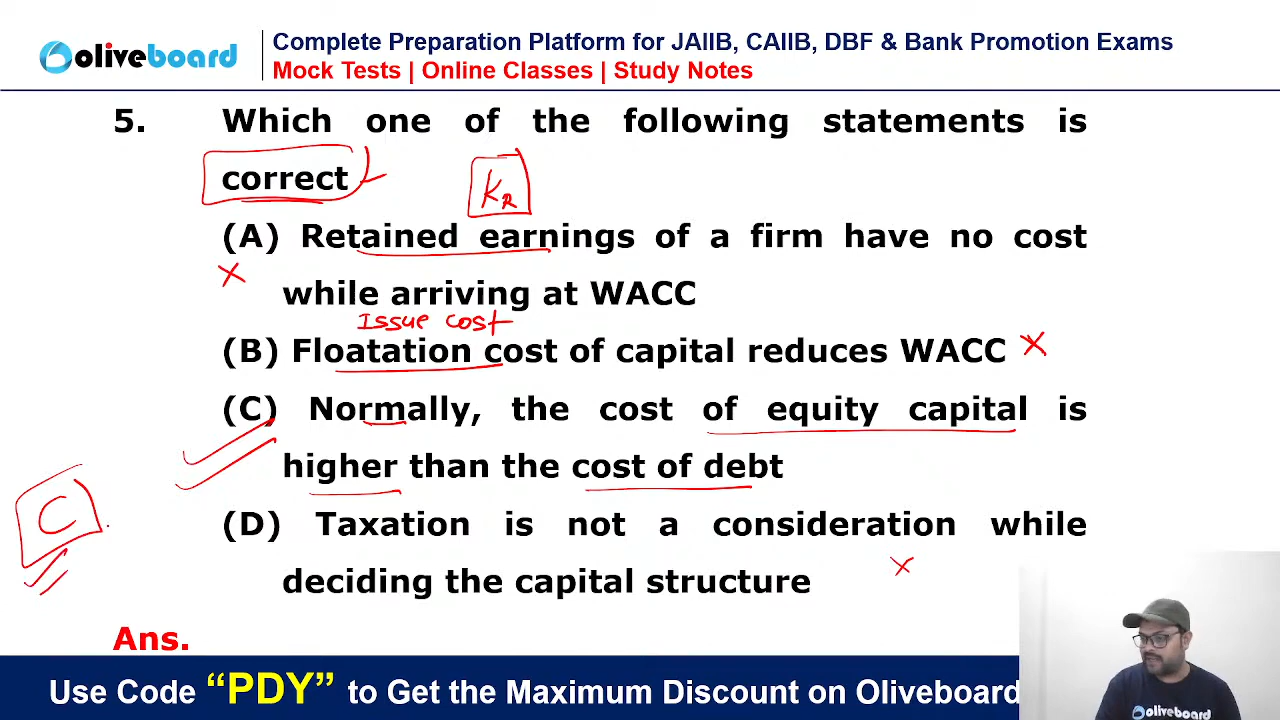 oliveboard
Complete Preparation Platform for JAIIB, CAIIB, DBF & Bank Promotion Exams
Mock Tests | Online Classes | Study Notes
5. Which one of the following statements is
correct
KR
(A) Retained earnings of a firm have no cost
while arriving at WACC
Issue cost
(B) Floatation cost of capital reduces WACC
(C) Normally, the cost of equity capital is
higher than the cost of debt
C
(D) Taxation is not a consideration while
deciding the capital structure
Ans.
Use Code “PDY” to Get the Maximum Discount on Oliveboard
oliveboard